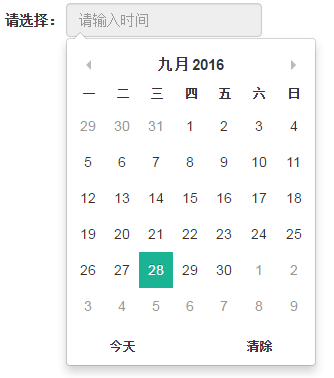 请选择： 请输入时间
九月 2016
一 二 三 四 五 六 日
29 30 31 1 2 3 4
5 6 7 8 9 10 11
12 13 14 15 16 17 18
19 20 21 22 23 24 25
26 27 28 29 30 1 2
3 4 5 6 7 8 9
今天 清除